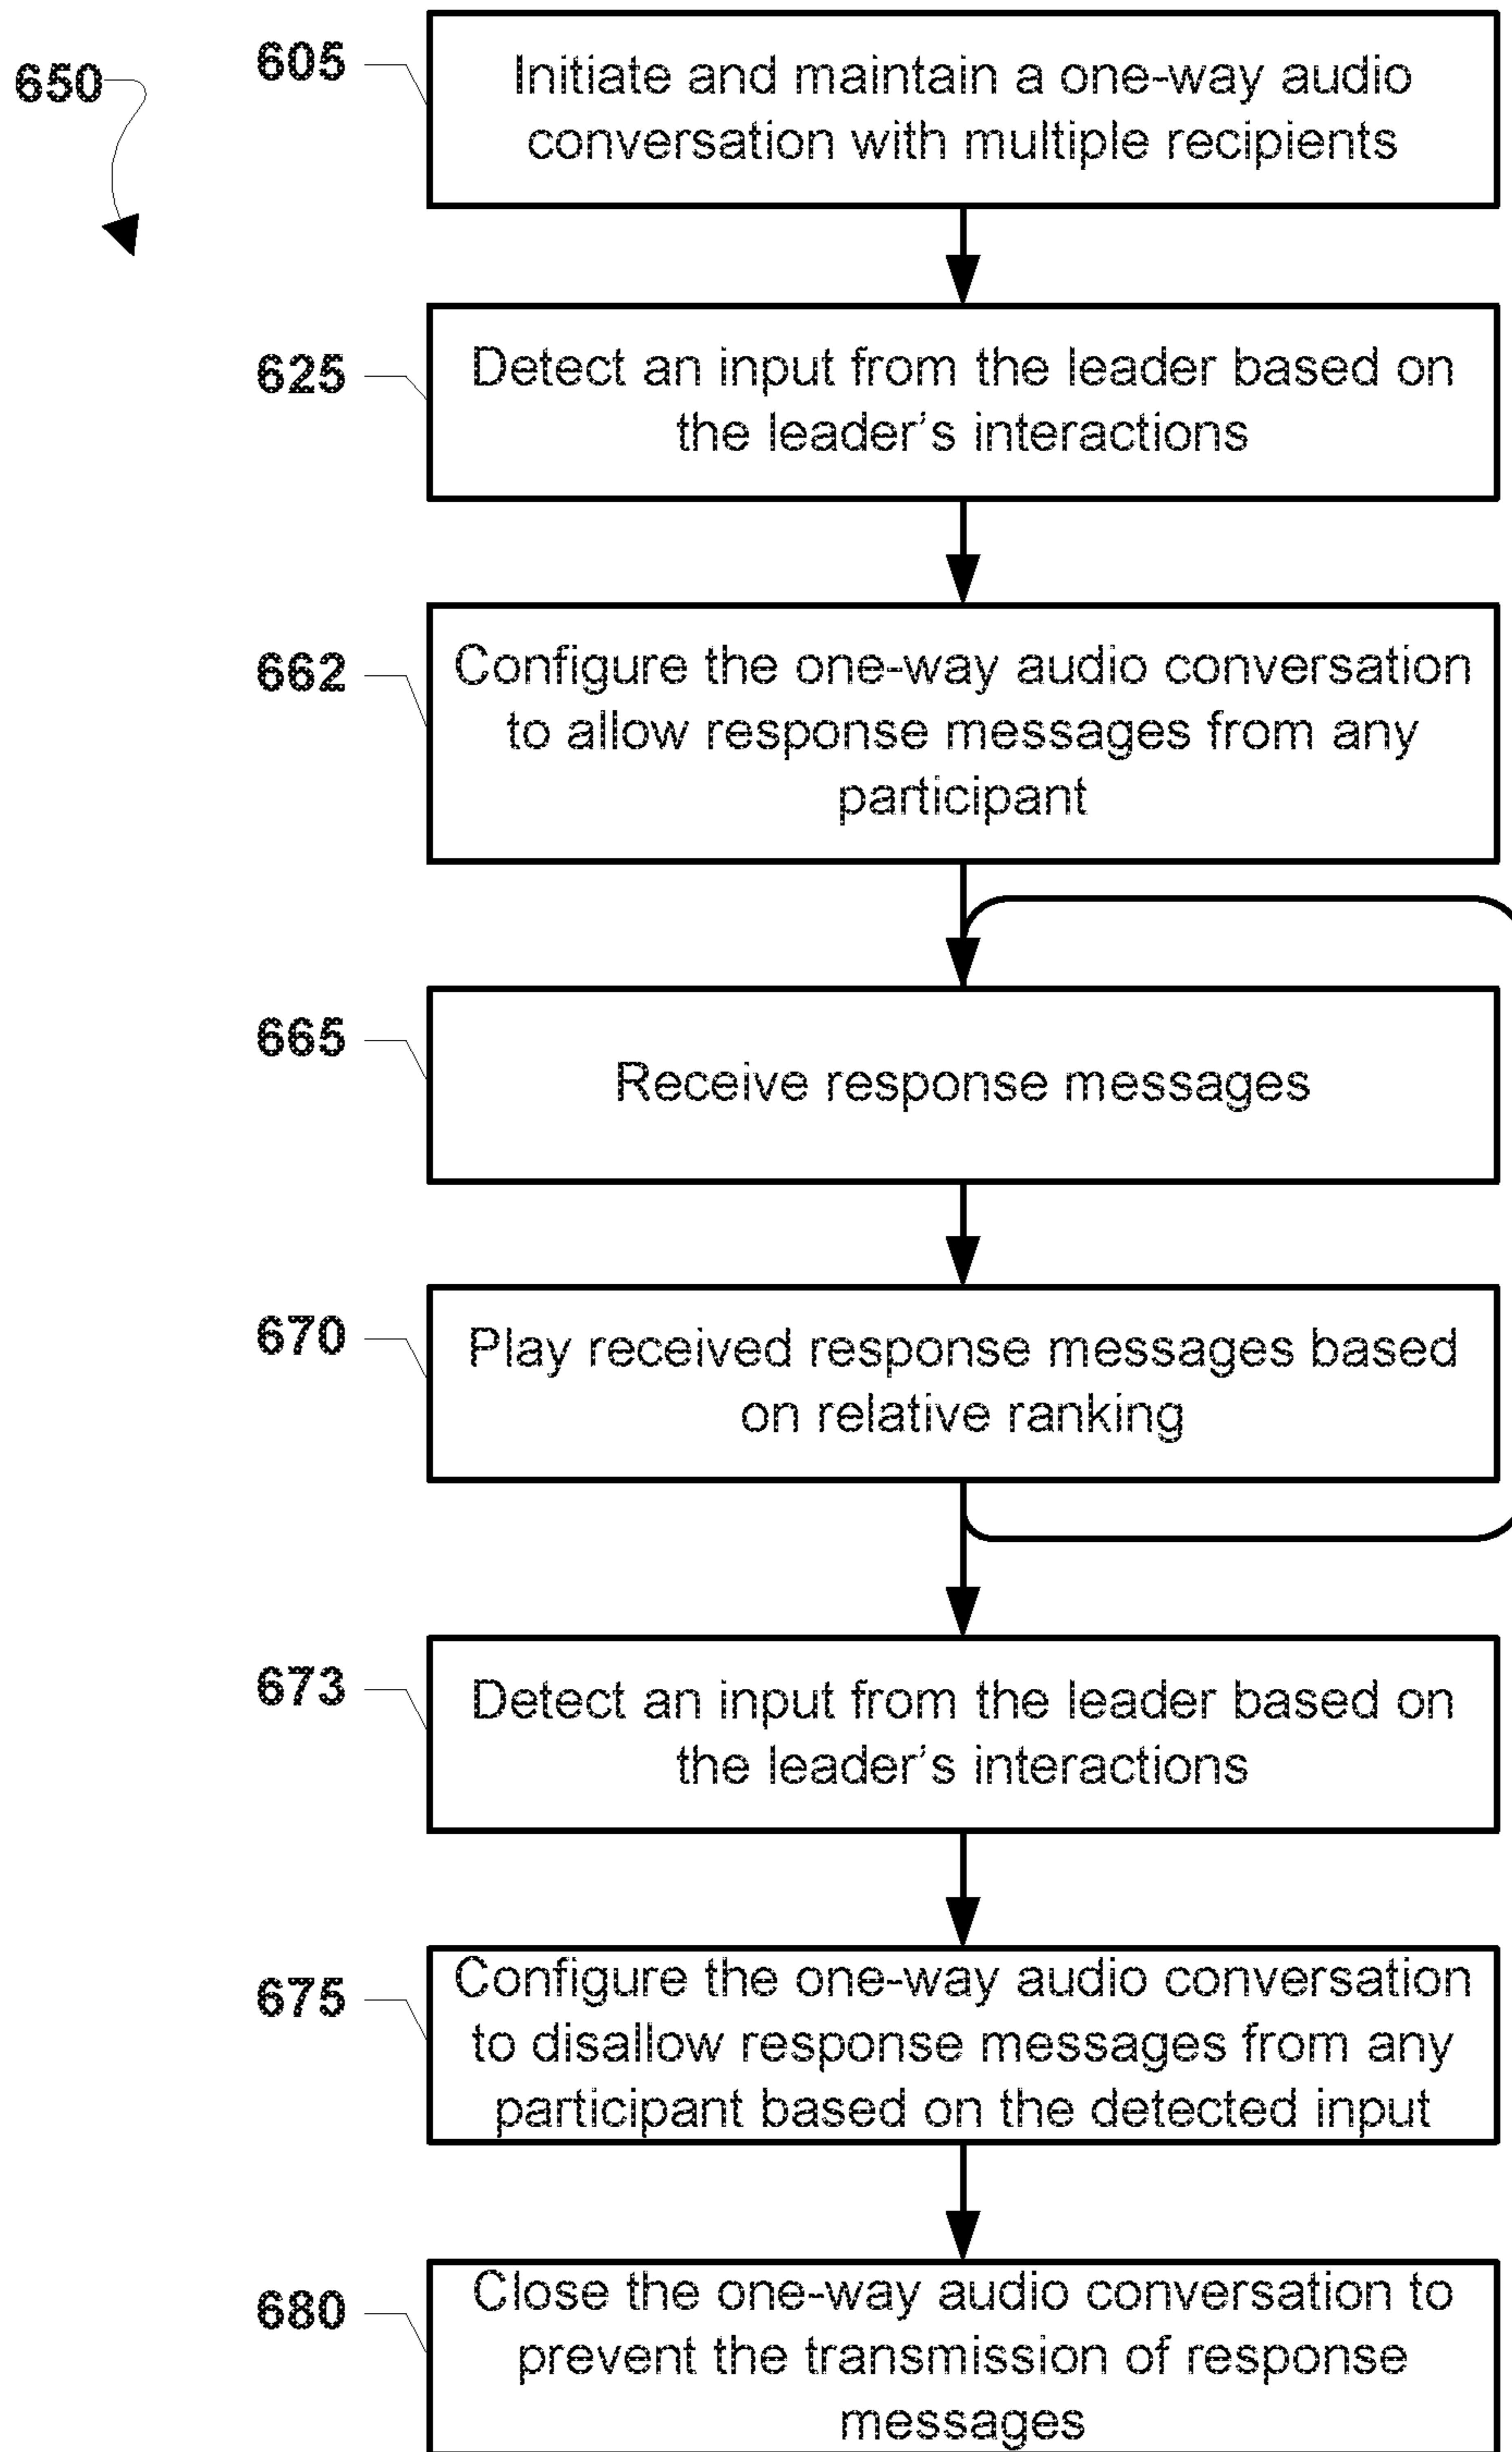 650
605
Initiate and maintain a one-way audio
conversation with multiple recipients
625
Detect an input from the leader based on
the leader's interactions
662
Configure the one-way audio conversation
to allow response messages from any
participant
665
Receive response messages
670
Play received response messages based
on relative ranking
673
Detect an input from the leader based on
the leader's interactions
675
Configure the one-way audio conversation
to disallow response messages from any
participant based on the detected input
680
Close the one-way audio conversation to
prevent the transmission of response
messages